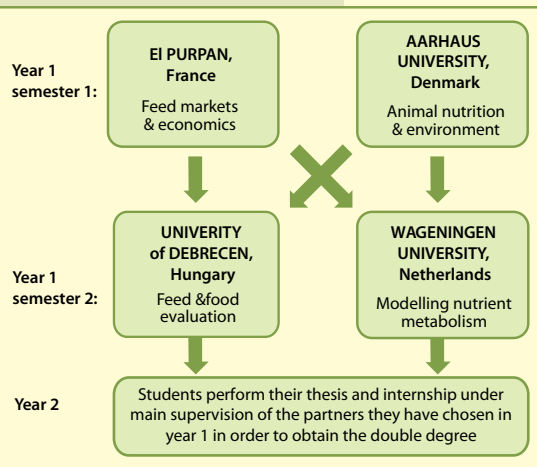 Year 1
semester 1:
EI PURPAN,
France
Feed markets
& economics
AARHAUS
UNIVERSITY,
Denmark
Animal nutrition
& environment
Year 1
semester 2:
UNIVERITY
of DEBRECEN,
Hungary
Feed &food
evaluation
WAGENINGEN
UNIVERSITY,
Netherlands
Modelling nutrient
metabolism
Year 2
Students perform their thesis and internship under
main supervision of the partners they have chosen in
year 1 in order to obtain the double degree